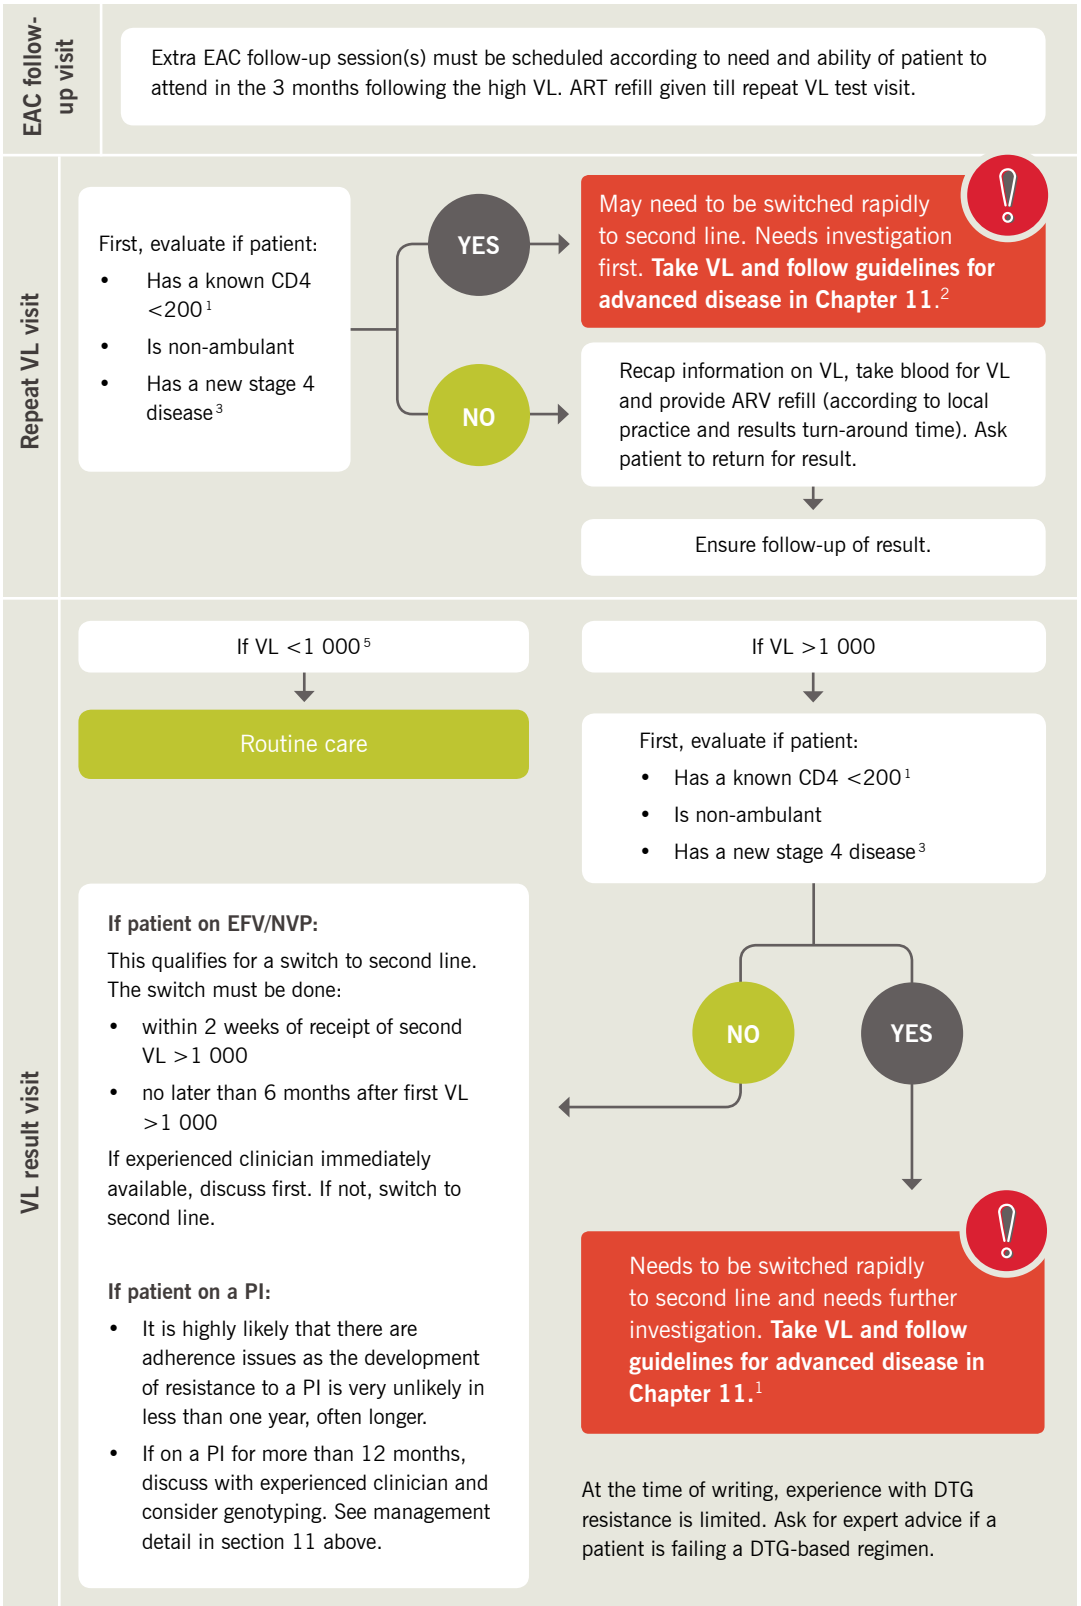 EAC follow-
up visit
Extra EAC follow-up session(s) must be scheduled according to need and ability of patient to
attend in the 3 months following the high VL. ART refill given till repeat VL test visit.
Repeat VL visit
First, evaluate if patient:
• Has a known CD4
<200¹
• Is non-ambulant
• Has a new stage 4
disease³
YES
May need to be switched rapidly
to second line. Needs investigation
first. Take VL and follow guidelines for
advanced disease in Chapter 11.²
!
NO
Recap information on VL, take blood for VL
and provide ARV refill (according to local
practice and results turn-around time). Ask
patient to return for result.
Ensure follow-up of result.
VL result visit
If VL <1 000⁵
Routine care
If VL >1 000
First, evaluate if patient:
• Has a known CD4 <200¹
• Is non-ambulant
• Has a new stage 4 disease³
NO
YES
If patient on EFV/NVP:
This qualifies for a switch to second line.
The switch must be done:
• within 2 weeks of receipt of second
VL >1 000
• no later than 6 months after first VL
>1 000
If experienced clinician immediately
available, discuss first. If not, switch to
second line.
If patient on a PI:
• It is highly likely that there are
adherence issues as the development
of resistance to a PI is very unlikely in
less than one year, often longer.
• If on a PI for more than 12 months,
discuss with experienced clinician and
consider genotyping. See management
detail in section 11 above.
!
Needs to be switched rapidly
to second line and needs further
investigation. Take VL and follow
guidelines for advanced disease in
Chapter 11.¹
At the time of writing, experience with DTG
resistance is limited. Ask for expert advice if a
patient is failing a DTG-based regimen.